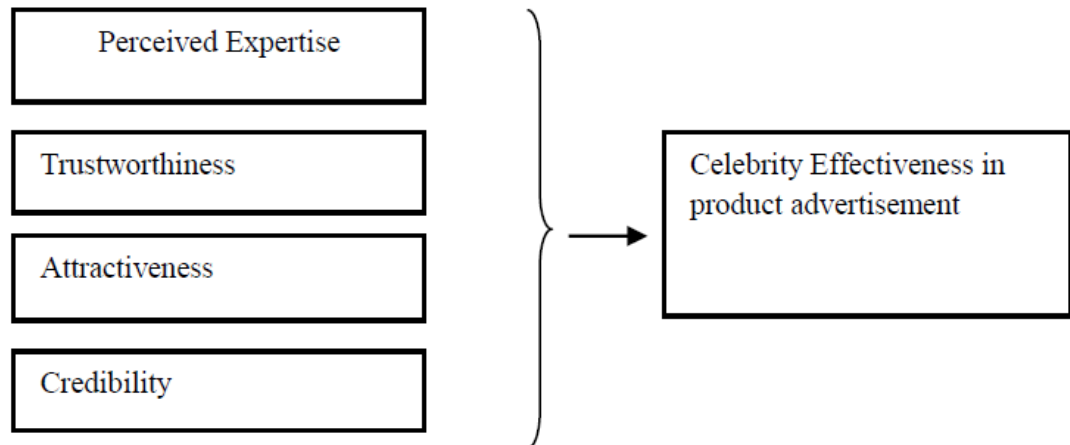 Perceived Expertise
Trustworthiness
Attractiveness
Credibility
Celebrity Effectiveness in
product advertisement